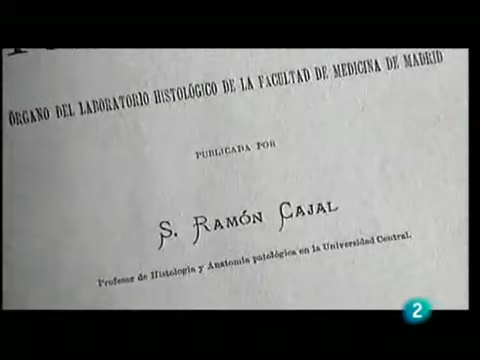 ÓRGANO DEL LABORATORIO HISTOLÓGICO DE LA FACULTAD DE MEDICINA DE MADRID
PUBLICADA POR
S. RAMÓN CAJAL
Profesor de Histología y Anatomía patológica en la Universidad Central.
2